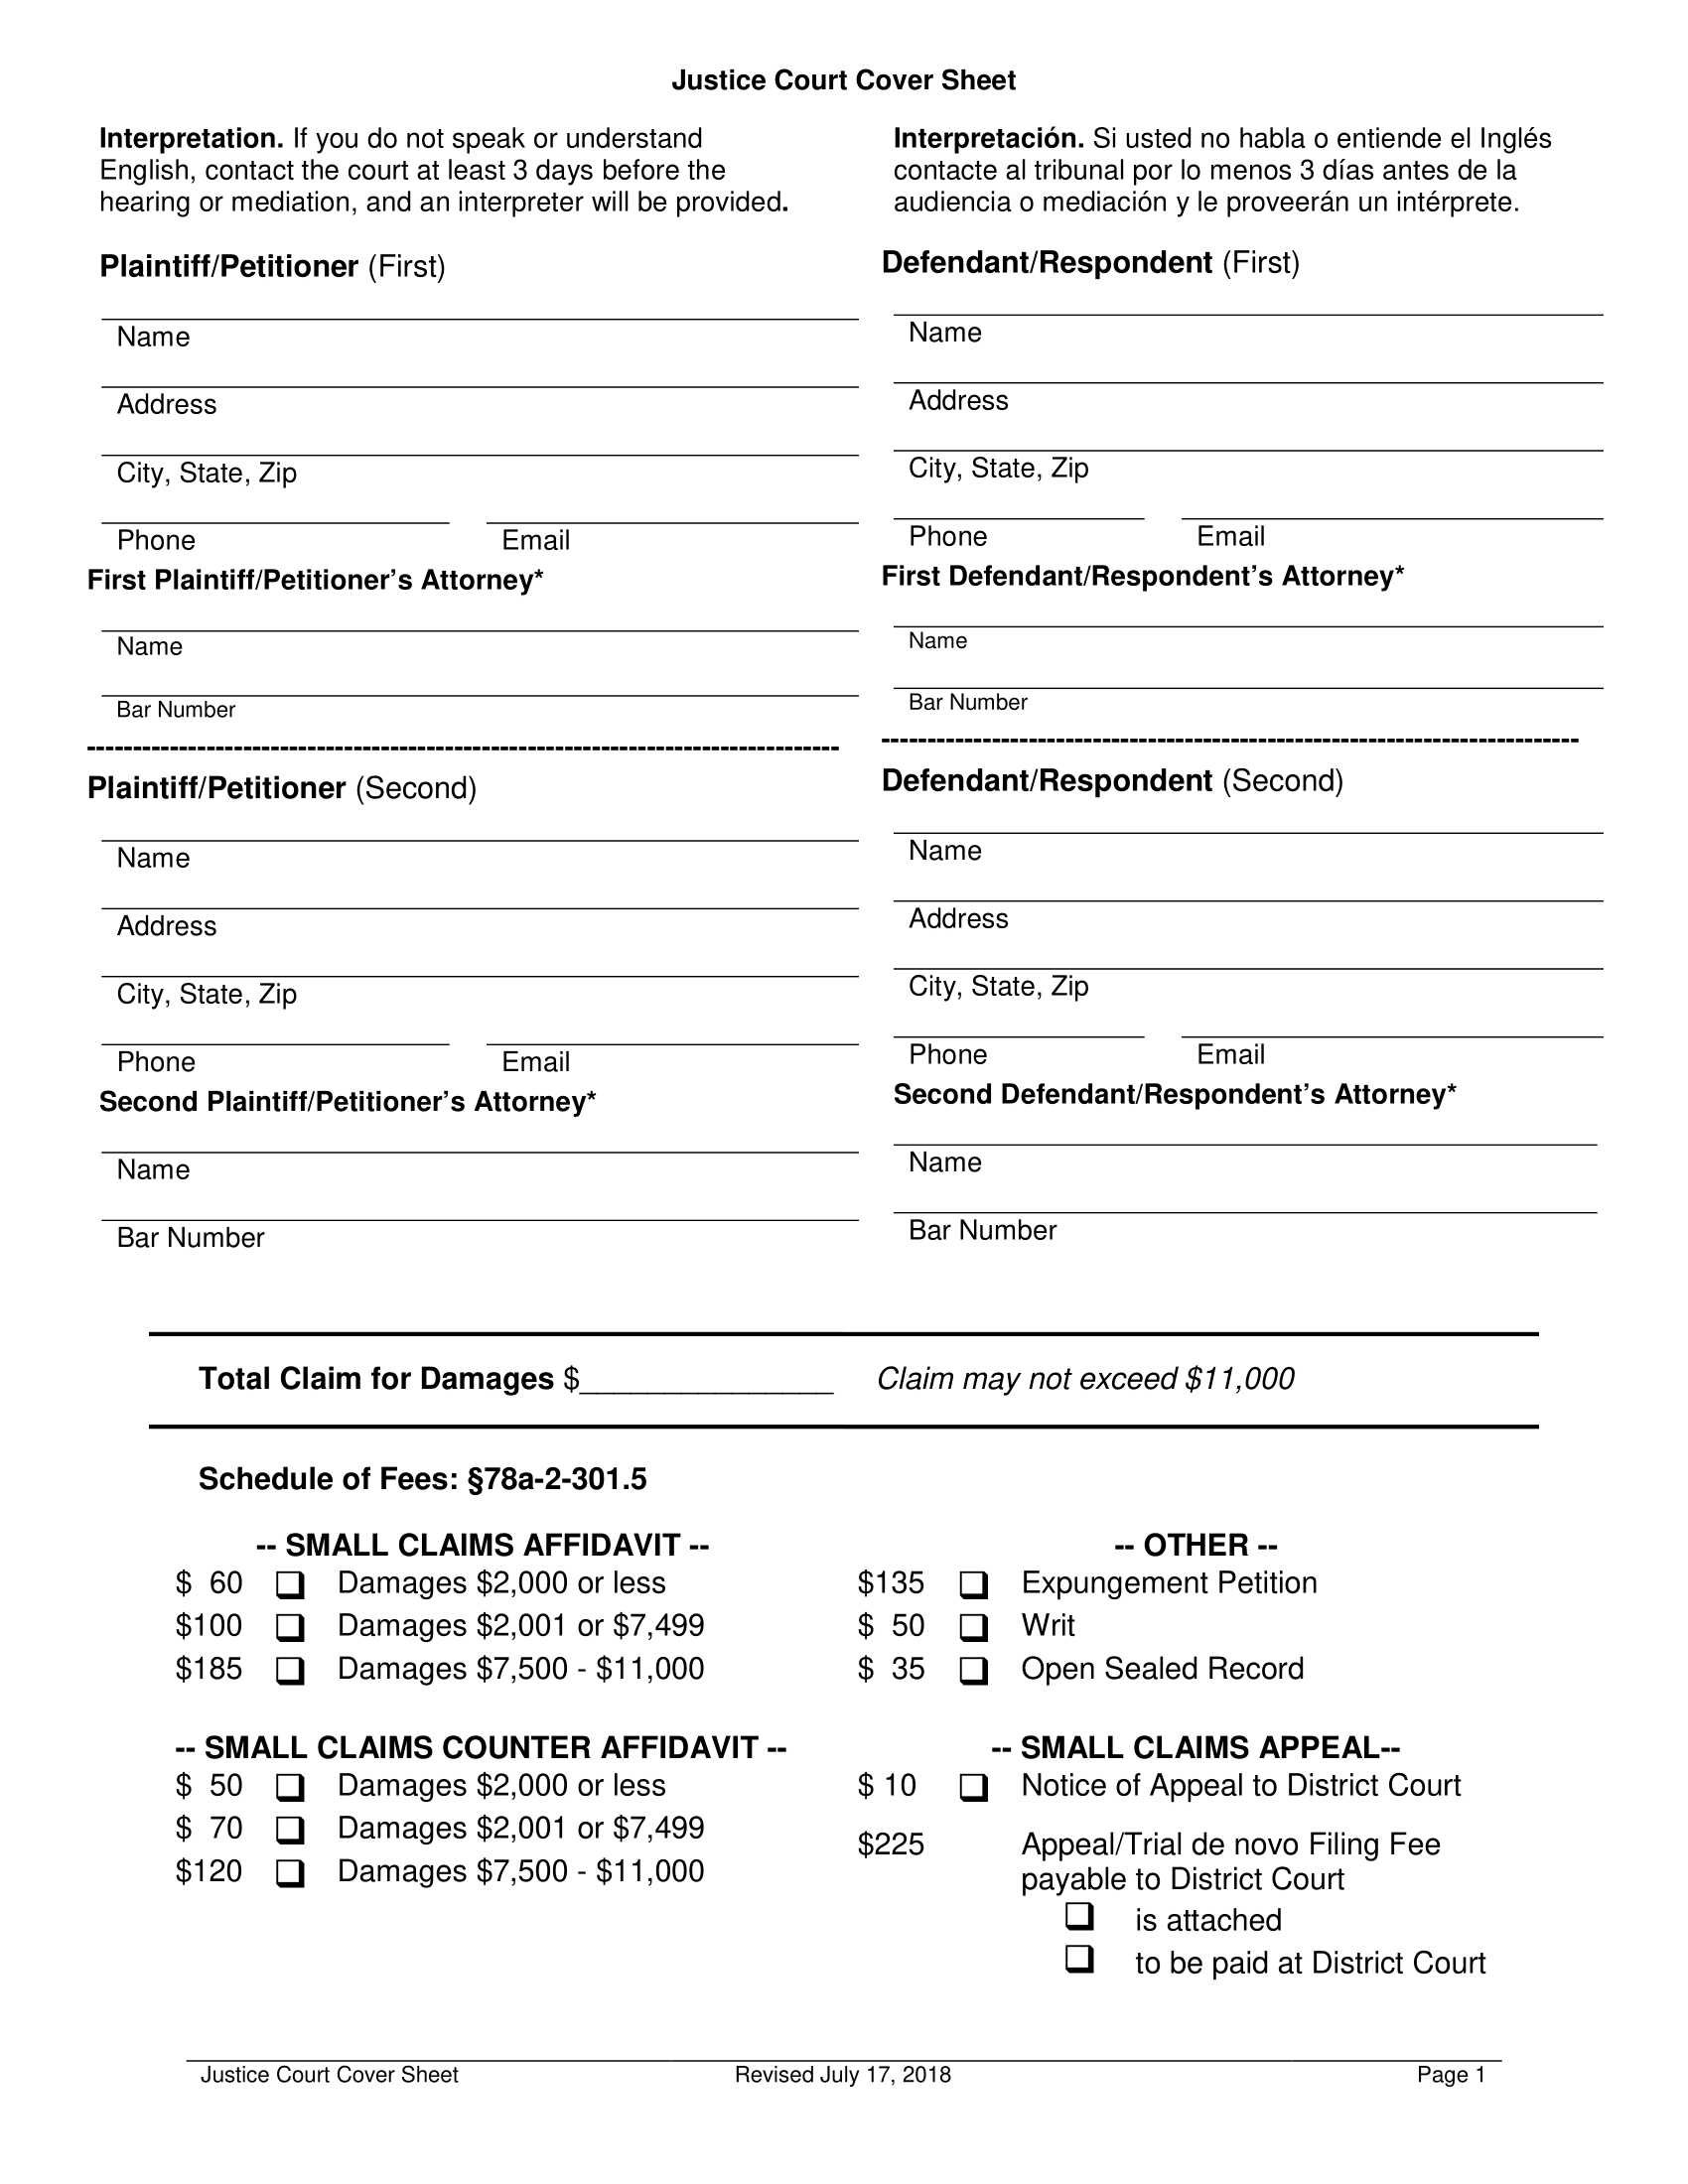 Justice Court Cover Sheet
Interpretation. If you do not speak or understand
English, contact the court at least 3 days before the
hearing or mediation, and an interpreter will be provided.
Interpretación. Si usted no habla o entiende el Inglés
contacte al tribunal por lo menos 3 días antes de la
audiencia o mediación y le proveerán un intérprete.
Plaintiff/Petitioner (First)
Name
Address
City, State, Zip
Phone Email
First Plaintiff/Petitioner’s Attorney*
Name
Bar Number
--------------------------------------------------------------------------------
Plaintiff/Petitioner (Second)
Name
Address
City, State, Zip
Phone Email
Second Plaintiff/Petitioner’s Attorney*
Name
Bar Number
Defendant/Respondent (First)
Name
Address
City, State, Zip
Phone Email
First Defendant/Respondent’s Attorney*
Name
Bar Number
--------------------------------------------------------------------------
Defendant/Respondent (Second)
Name
Address
City, State, Zip
Phone Email
Second Defendant/Respondent’s Attorney*
Name
Bar Number
Total Claim for Damages $_______________ Claim may not exceed $11,000
Schedule of Fees: §78a-2-301.5
-- SMALL CLAIMS AFFIDAVIT --
$ 60 ❑ Damages $2,000 or less
$100 ❑ Damages $2,001 or $7,499
$185 ❑ Damages $7,500 - $11,000
-- SMALL CLAIMS COUNTER AFFIDAVIT --
$ 50 ❑ Damages $2,000 or less
$ 70 ❑ Damages $2,001 or $7,499
$120 ❑ Damages $7,500 - $11,000
-- OTHER --
$135 ❑ Expungement Petition
$ 50 ❑ Writ
$ 35 ❑ Open Sealed Record
-- SMALL CLAIMS APPEAL--
$ 10 ❑ Notice of Appeal to District Court
$225 Appeal/Trial de novo Filing Fee
payable to District Court
❑ is attached
❑ to be paid at District Court
Justice Court Cover Sheet Revised July 17, 2018 Page 1